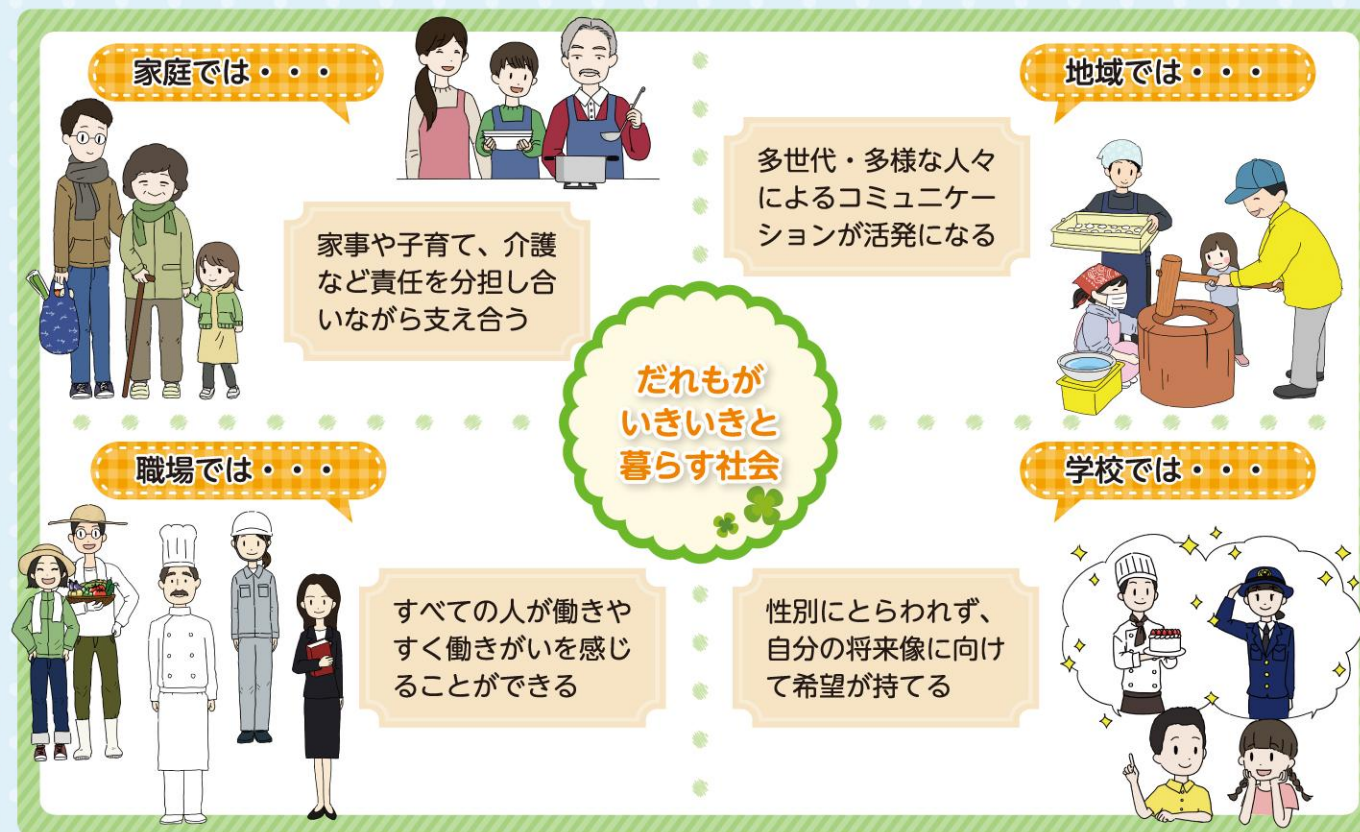 家庭では・・・
家事や子育て、介護
など責任を分担し合
いながら支え合う
地域では・・・
多世代・多様な人々
によるコミュニケー
ションが活発になる
だれもが
いきいきと
暮らす社会
職場では・・・
すべての人が働きや
すく働きがいを感じ
ることができる
学校では・・・
性別にとらわれず、
自分の将来像に向け
て希望が持てる